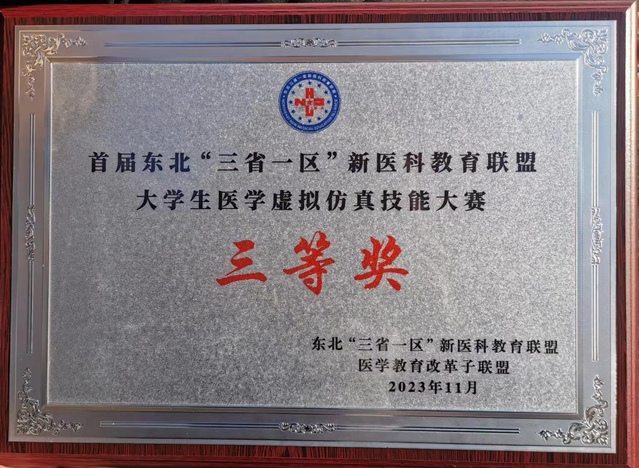 首届东北“三省一区”新医科教育联盟
大学生医学虚拟仿真技能大赛
三等奖
东北“三省一区”新医科教育联盟
医学教育改革子联盟
2023年11月